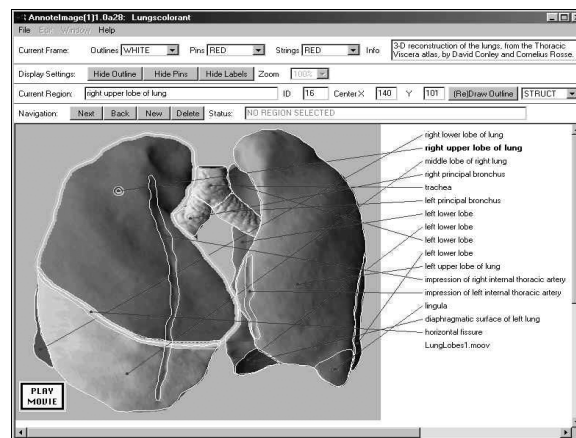 AnnoteImage[1]1.0a28: Lungscolorant
File Edit Window Help
Current Frame: Outlines WHITE Pins RED Strings RED Info 3-D reconstruction of the lungs, from the Thoracic
Viscera atlas, by David Conley and Cornelius Rosse.
Display Settings: Hide Outline Hide Pins Hide Labels Zoom 100%
Current Region: right upper lobe of lung ID 16 Center X 140 Y 101 (Re)Draw Outline STRUCT
Navigation: Next Back New Delete Status: NO REGION SELECTED
right lower lobe of lung
right upper lobe of lung
middle lobe of right lung
right principal bronchus
trachea
left principal bronchus
left lower lobe
left lower lobe
left lower lobe
left lower lobe
left upper lobe of lung
impression of right internal thoracic artery
impression of left internal thoracic artery
lingula
diaphragmatic surface of left lung
horizontal fissure
LungLobes1.moov
PLAY
MOVIE